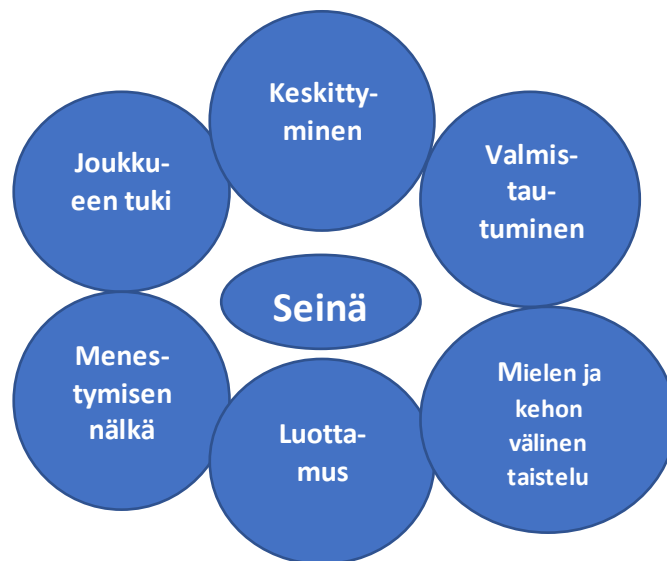 Keskitty-
minen
Valmis-
tau-
tuminen
Mielen ja
kehon
välinen
taistelu
Luotta-
mus
Menes-
tymisen
nälkä
Joukku-
een tuki
Seinä